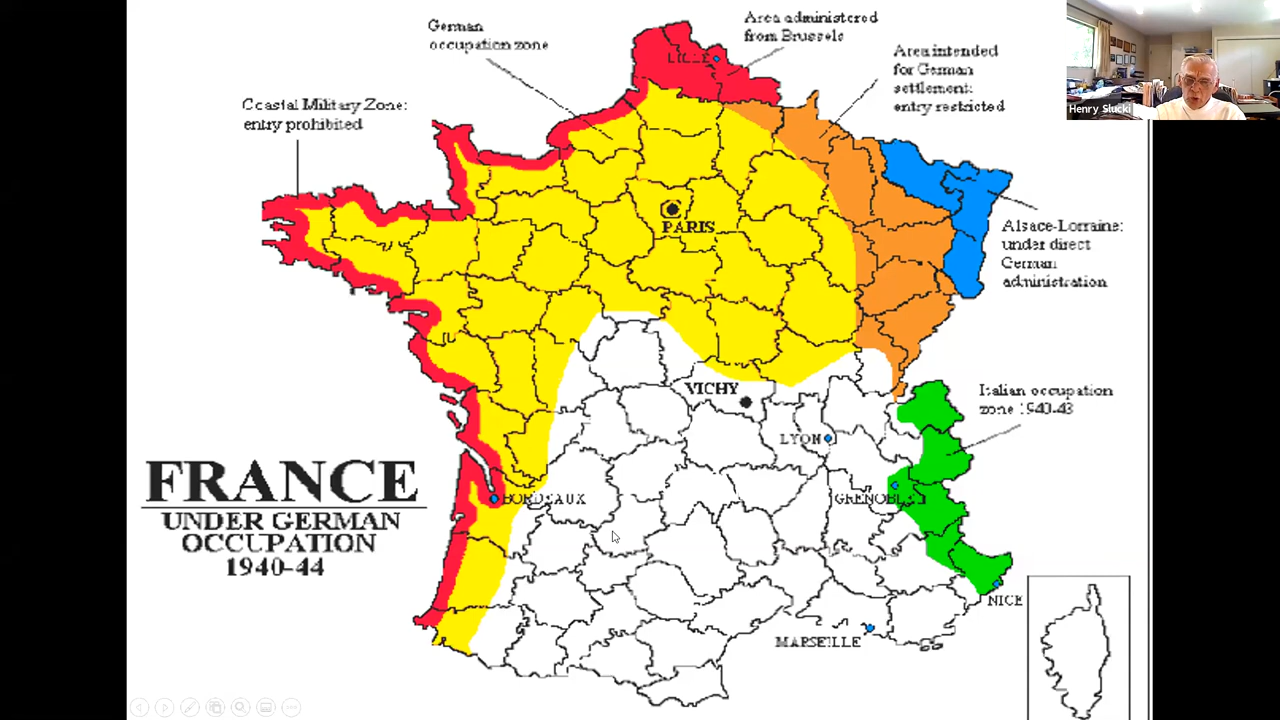 German
occupation zone
Area administered
from Brussels
Area intended
for German
settlement:
entry restricted
Henry Slucki
Coastal Military Zone:
entry prohibited
LILLE
PARIS
Alsace-Lorraine:
under direct
German
administration
VICHY
Italian occupation
zone 1940-43
LYON
FRANCE
UNDER GERMAN
OCCUPATION
1940-44
BORDEAUX
GRENOBLE
NICE
MARSEILLE